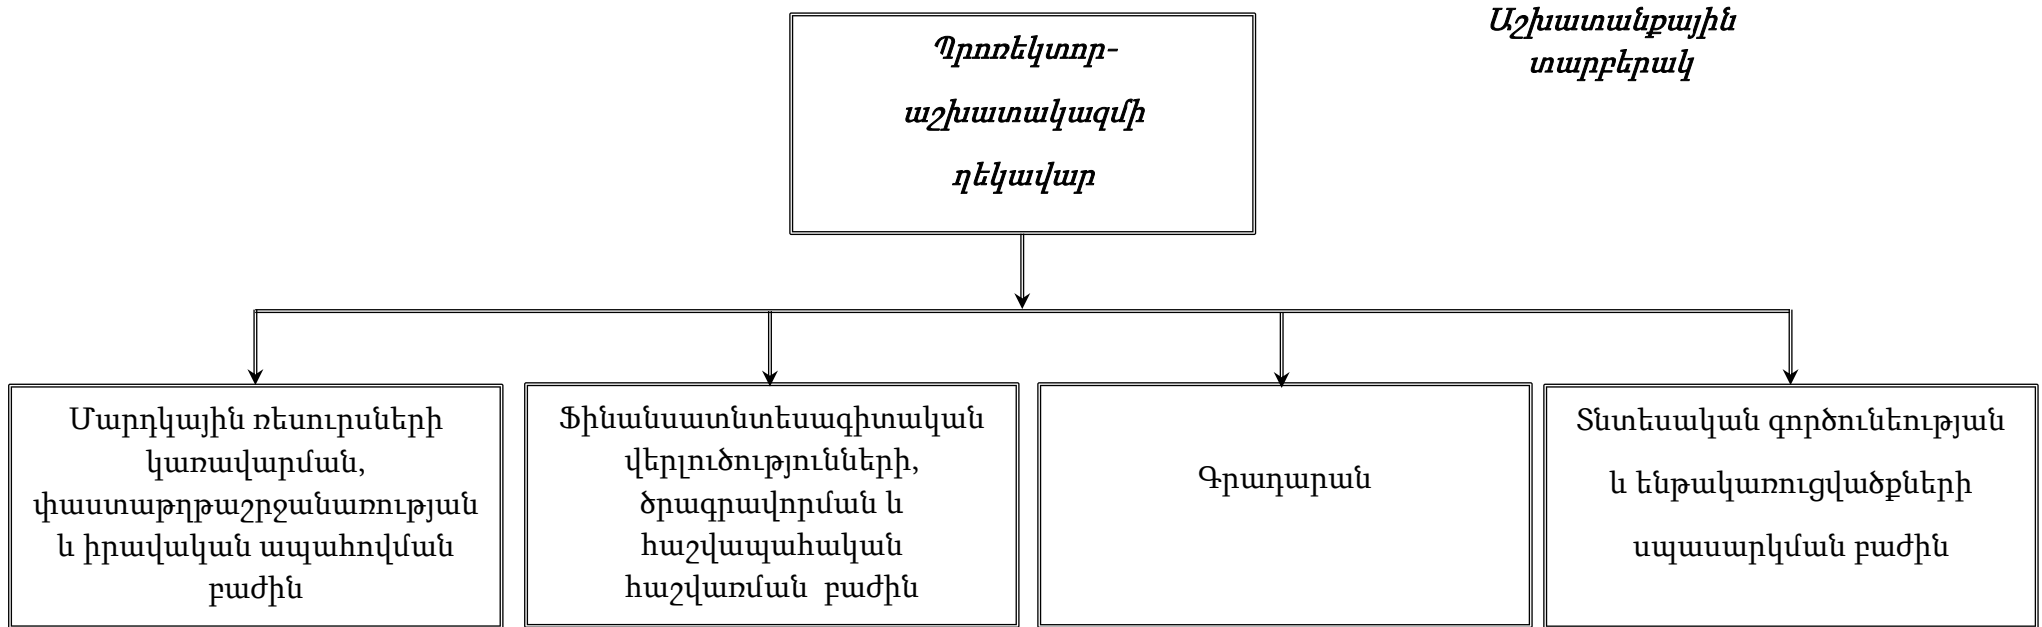 Աշխատանքային
տարբերակ
Պրոռեկտոր-
աշխատակազմի
ղեկավար
Մարդկային ռեսուրսների
կառավարման,
փաստաթղթաշրջանառության
և իրավական ապահովման
բաժին
Ֆինանսատնտեսագիտական
վերլուծությունների,
ծրագրավորման և
հաշվապահական
հաշվառման  բաժին
Գրադարան
Տնտեսական գործունեության
և ենթակառուցվածքների
սպասարկման բաժին